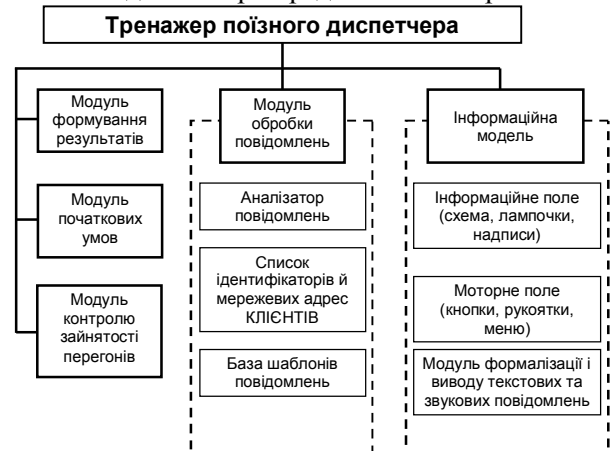 Тренажер поїзного диспетчера
Модуль
формування
результатів
Модуль
початкових
умов
Модуль
контролю
зайнятості
перегонів
Модуль
обробки
повідомлень
Аналізатор
повідомлень
Список
ідентифікаторів й
мережевих адрес
КЛІЄНТІВ
База шаблонів
повідомлень
Інформаційна
модель
Інформаційне поле
(схема, лампочки,
надписи)
Моторне поле
(кнопки, рукоятки,
меню)
Модуль формалізації і
виводу текстових та
звукових повідомлень